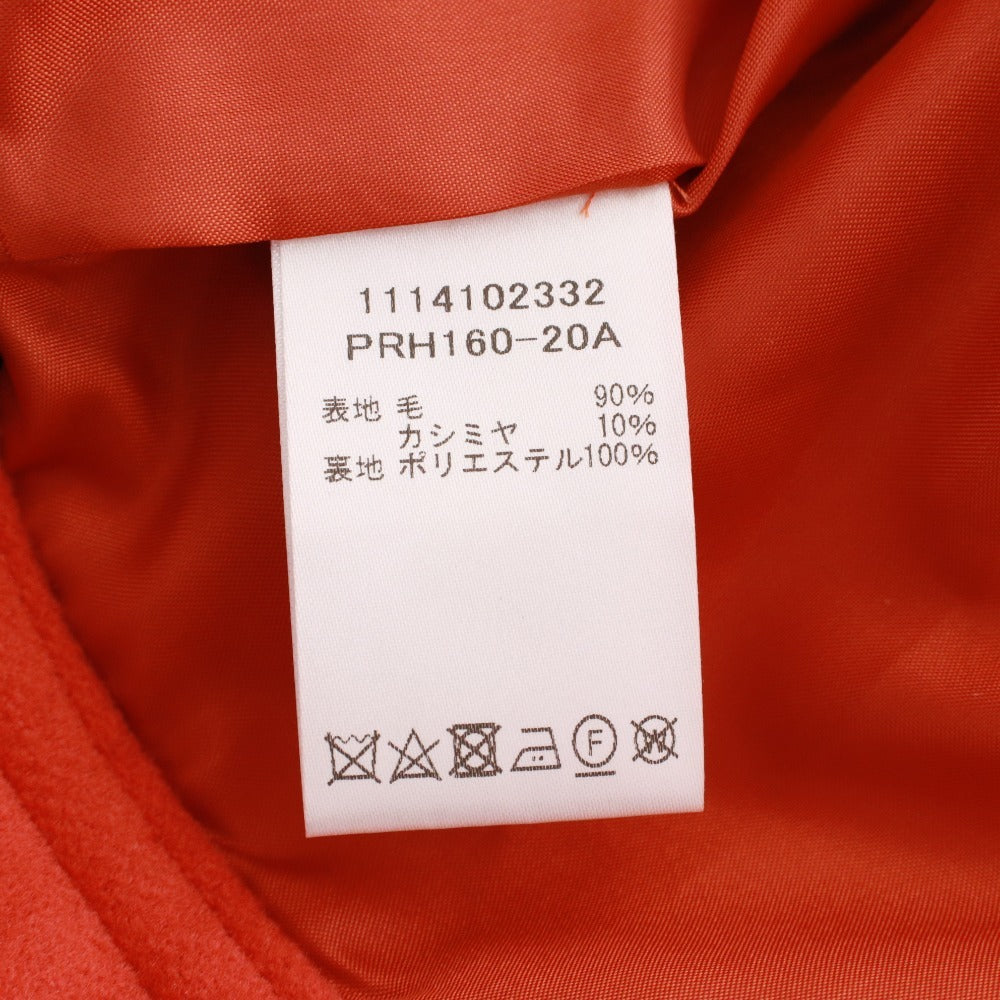 1114102332
PRH160-20A
表地 毛 90%
カシミヤ 10%
裏地 ポリエステル100%
F
W